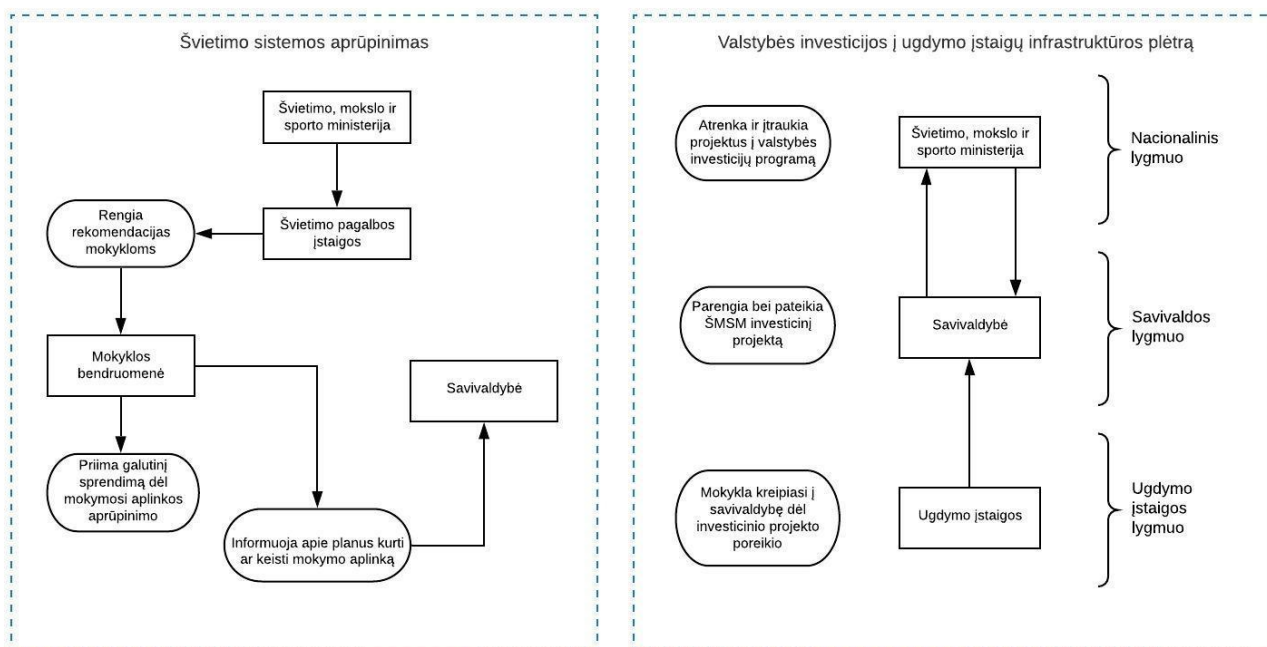 Švietimo sistemos aprūpinimas
Švietimo, mokslo ir
sporto ministerija
Rengia
rekomendacijas
mokykloms
Švietimo pagalbos
įstaigos
Mokyklos
bendruomenė
Savivaldybė
Priima galutinį
sprendimą dėl
mokymosi aplinkos
aprūpinimo
Informuoja apie planus kurti
ar keisti mokymo aplinką
Valstybės investicijos į ugdymo įstaigų infrastruktūros plėtrą
Atrenka ir įtraukia
projektus į valstybės
investicijų programą
Švietimo, mokslo ir
sporto ministerija
Nacionalinis
lygmuo
Parengia bei pateikia
ŠMSM investicinį
projektą
Savivaldybė
Savivaldos
lygmuo
Mokykla kreipiasi į
savivaldybę dėl
investicinio projekto
poreikio
Ugdymo įstaigos
Ugdymo
įstaigos
lygmuo